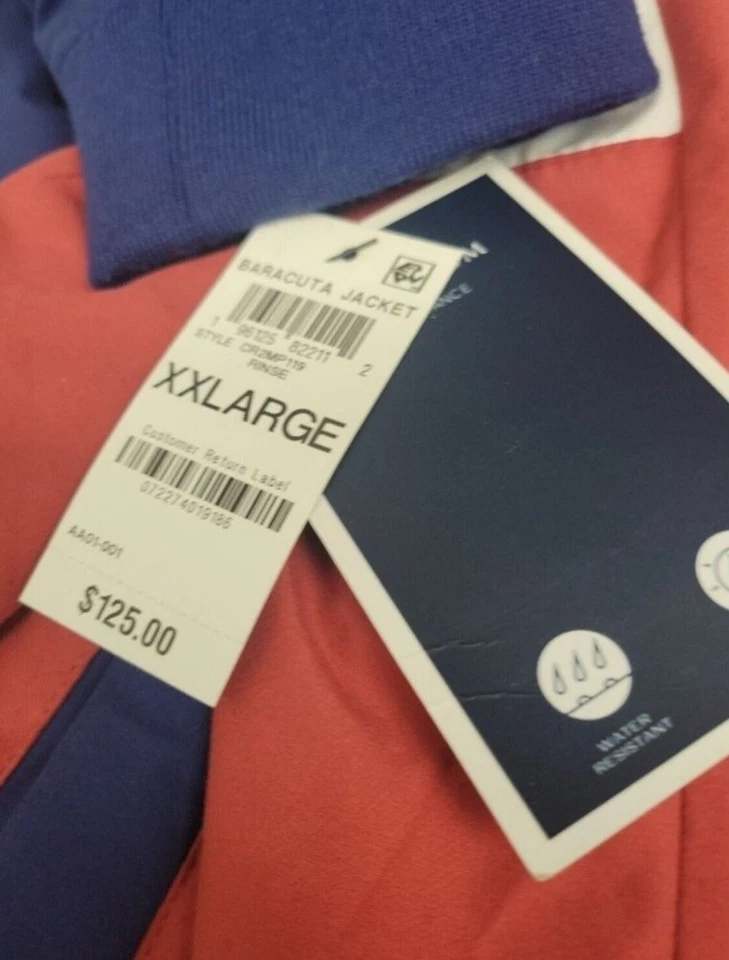 BARACUTA JACKET
1 96125 82211 2
STYLE CR2MP119
RINSE
XXLARGE
Customer Return Label
072274019186
AA01-001
$125.00
WATER
RESISTANT